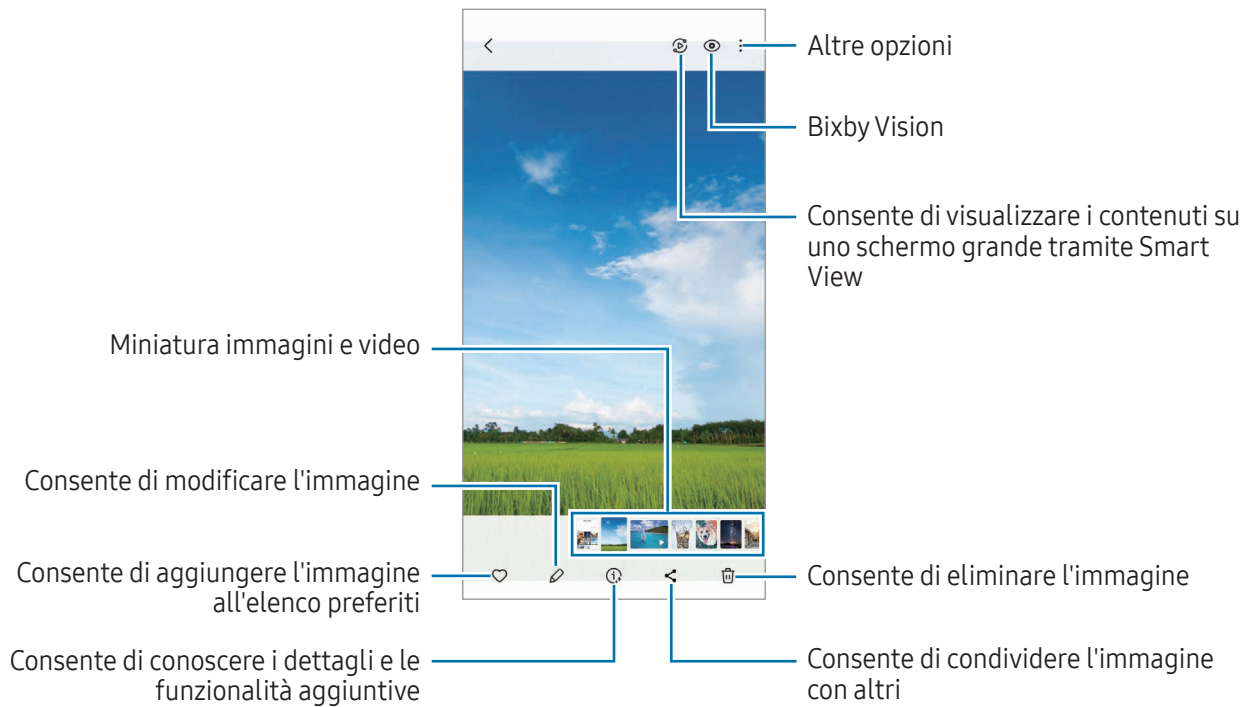 Altre opzioni
Bixby Vision
Consente di visualizzare i contenuti su
uno schermo grande tramite Smart
View
Miniatura immagini e video
Consente di modificare l'immagine
Consente di aggiungere l'immagine
all'elenco preferiti
Consente di eliminare l'immagine
Consente di conoscere i dettagli e le
funzionalità aggiuntive
Consente di condividere l'immagine
con altri